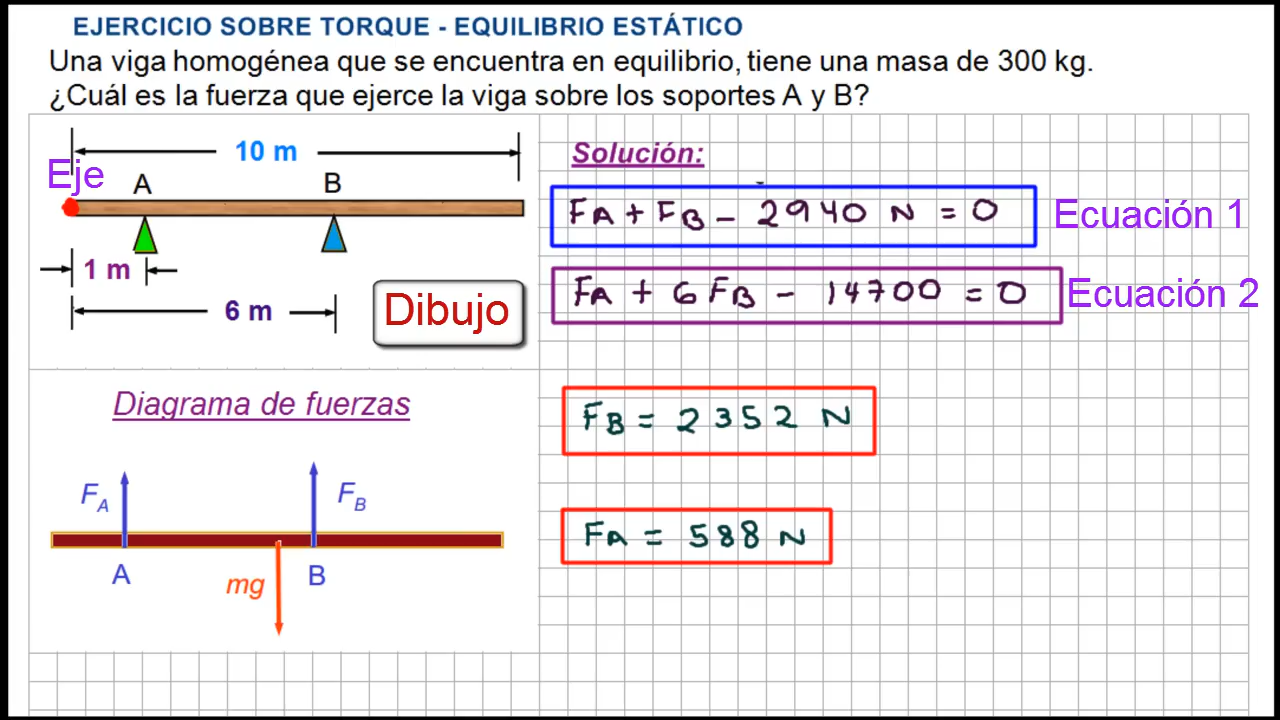 EJERCICIO SOBRE TORQUE - EQUILIBRIO ESTÁTICO
Una viga homogénea que se encuentra en equilibrio, tiene una masa de 300 kg.
¿Cuál es la fuerza que ejerce la viga sobre los soportes A y B?
10 m
Eje
A
B
1 m
6 m
Dibujo
Solución:
FA + FB - 2940 N = 0
Ecuación 1
FA + 6 FB - 14700 = 0
Ecuación 2
Diagrama de fuerzas
FA
FB
A
mg
B
FB = 2352 N
FA = 588 N